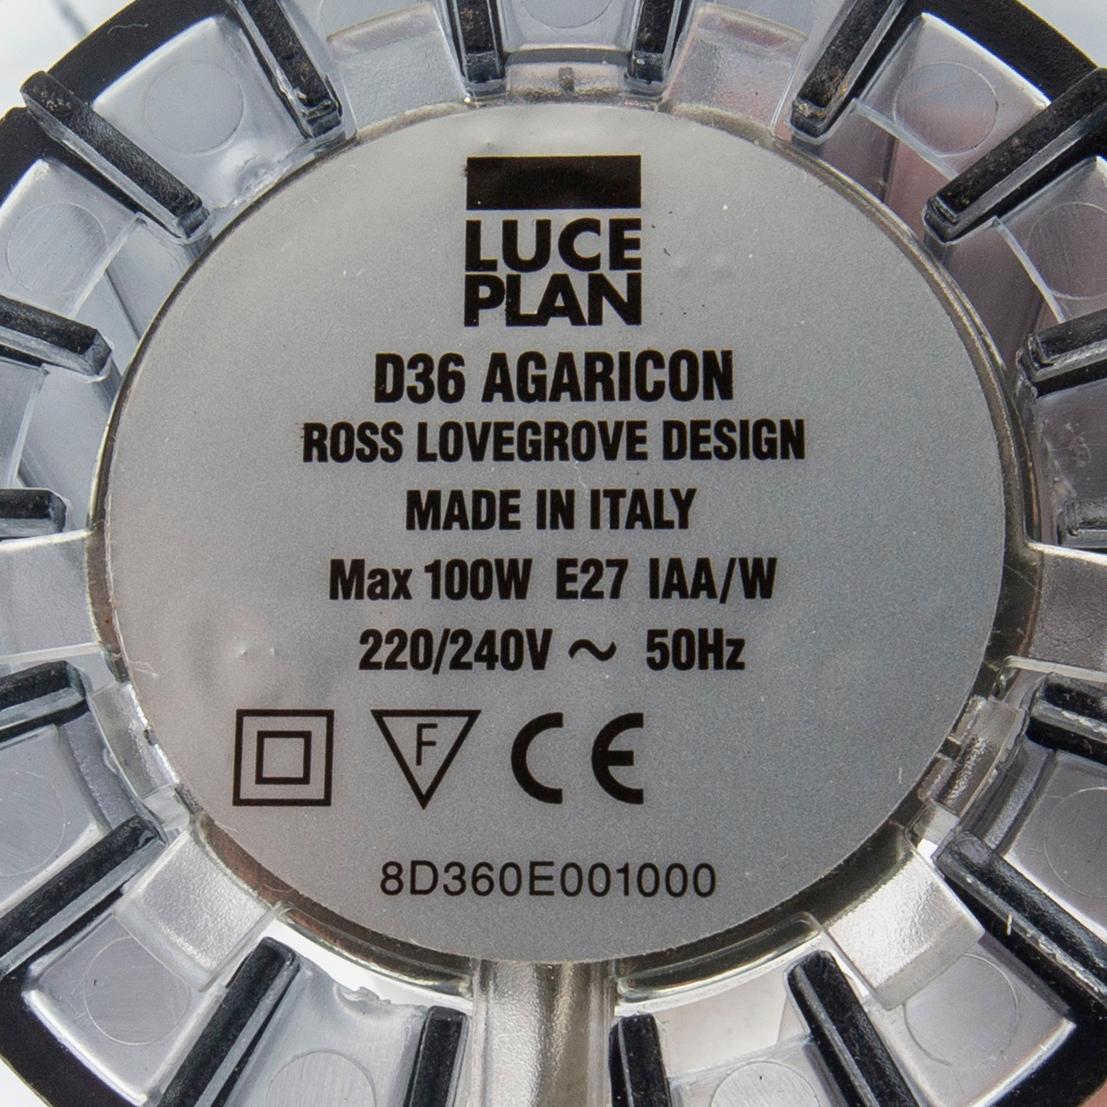 LUCE
PLAN
D36 AGARICON
ROSS LOVEGROVE DESIGN
MADE IN ITALY
Max 100W E27 IAA/W
220/240V ~ 50Hz
F CE
8D360E001000